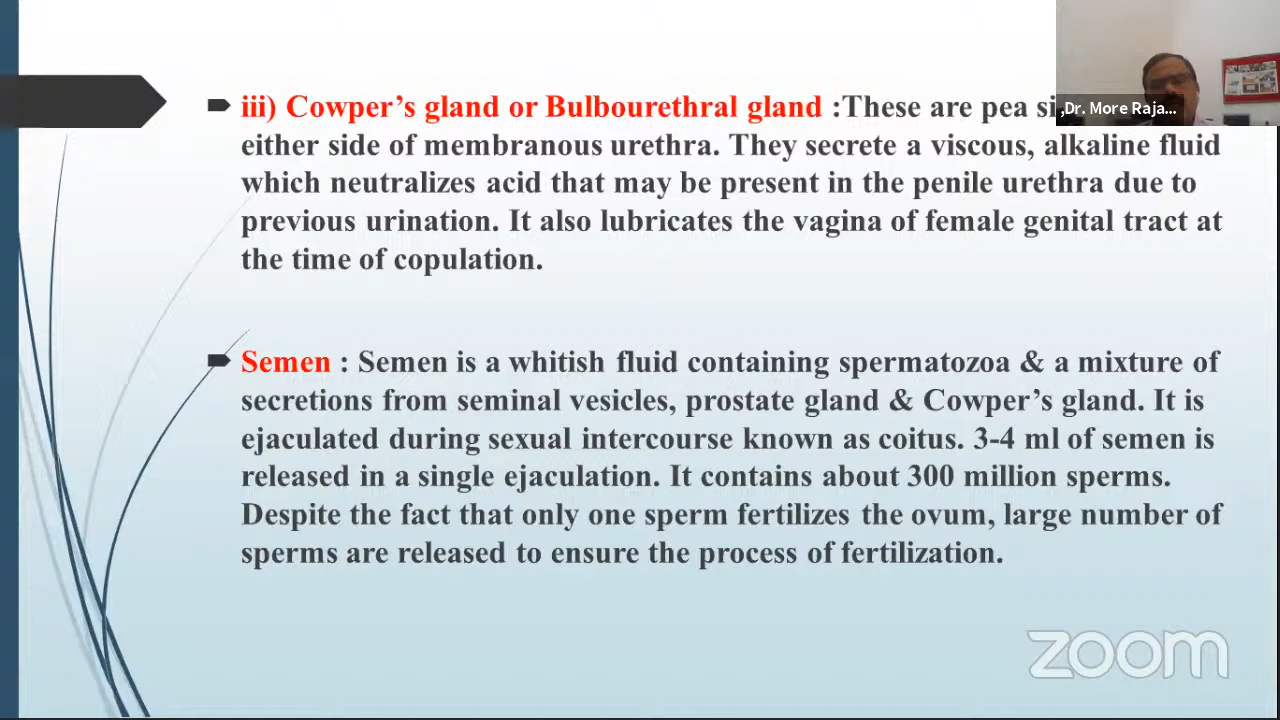 iii) Cowper's gland or Bulbourethral gland :These are pea
either side of membranous urethra. They secrete a viscous, alkaline fluid
which neutralizes acid that may be present in the penile urethra due to
previous urination. It also lubricates the vagina of female genital tract at
the time of copulation.
Semen : Semen is a whitish fluid containing spermatozoa & a mixture of
secretions from seminal vesicles, prostate gland & Cowper's gland. It is
ejaculated during sexual intercourse known as coitus. 3-4 ml of semen is
released in a single ejaculation. It contains about 300 million sperms.
Despite the fact that only one sperm fertilizes the ovum, large number of
sperms are released to ensure the process of fertilization.
,Dr. More Raja...
zoom